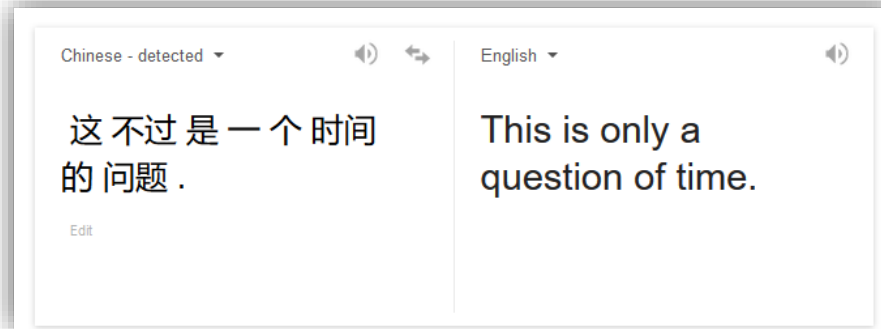 Chinese - detected
English
这 不过 是 一 个 时间
的 问题 .
Edit
This is only a
question of time.